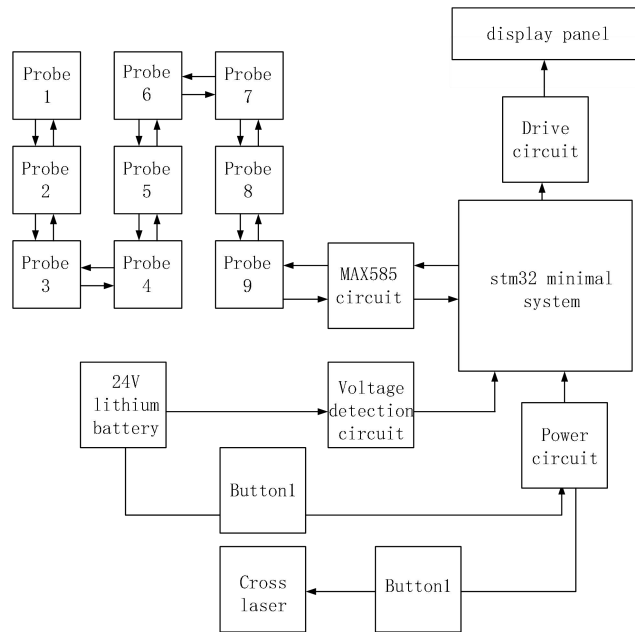 display panel
Probe
1
Probe
6
Probe
7
Drive
circuit
Probe
2
Probe
5
Probe
8
Probe
3
Probe
4
Probe
9
MAX585
circuit
stm32 minimal
system
24V
lithium
battery
Voltage
detection
circuit
Power
circuit
Button1
Cross
laser
Button1